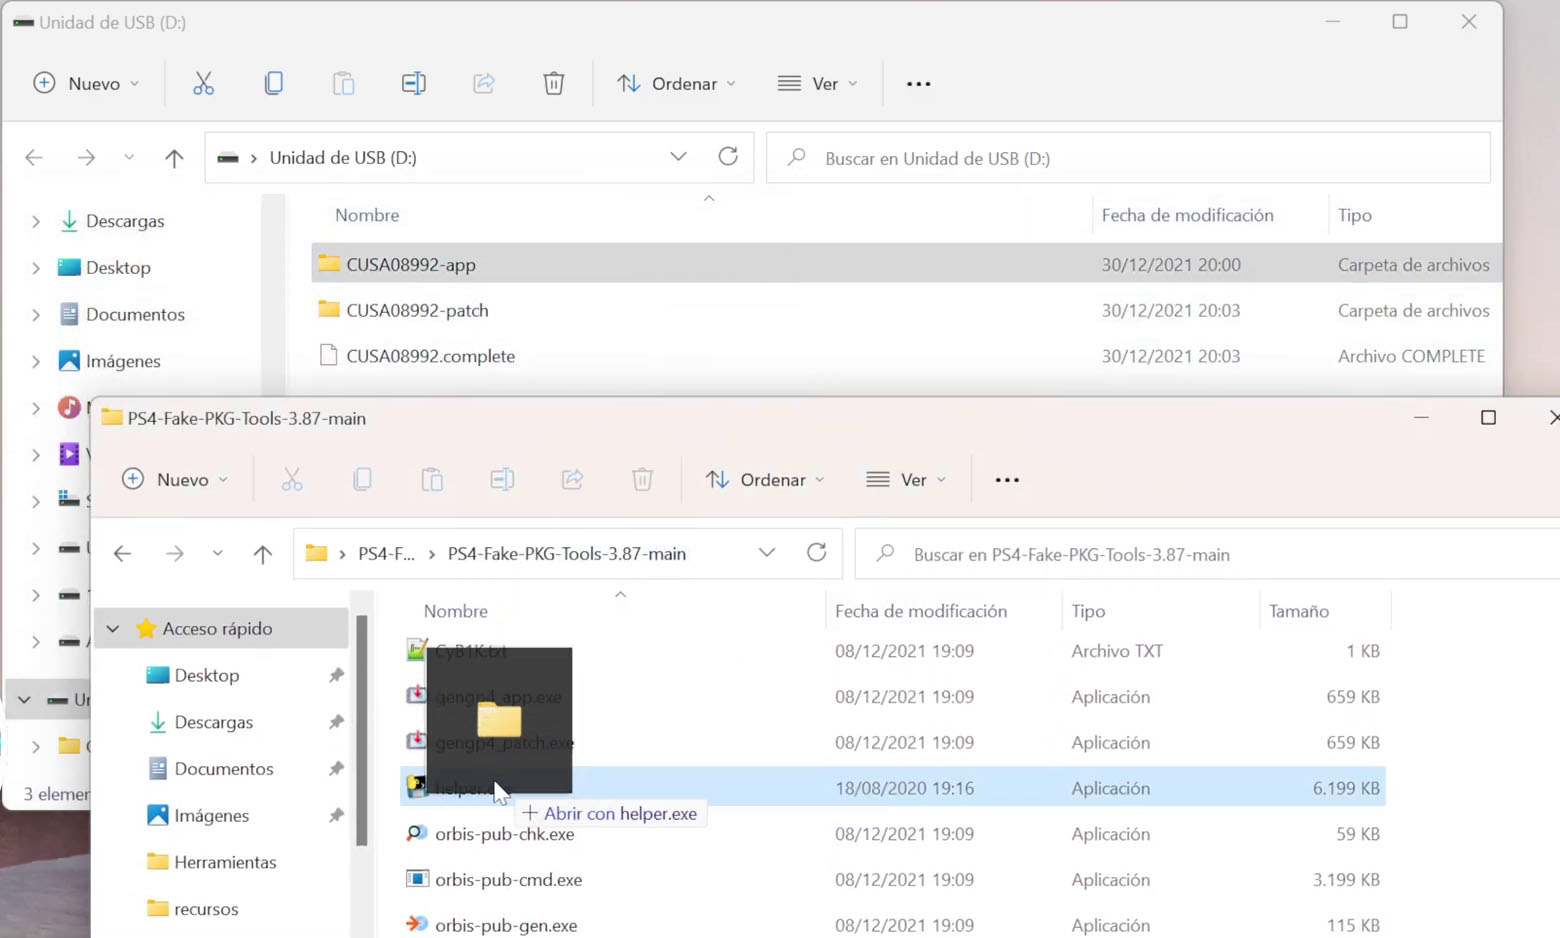 Unidad de USB (D:)
Nuevo
Ordenar
Ver
Unidad de USB (D:)
Buscar en Unidad de USB (D:)
Descargas
Desktop
Documentos
Imágenes
Nombre
Fecha de modificación
Tipo
CUSA08992-app
30/12/2021 20:00
Carpeta de archivos
CUSA08992-patch
30/12/2021 20:03
Carpeta de archivos
CUSA08992.complete
30/12/2021 20:03
Archivo COMPLETE
3 elemen
PS4-Fake-PKG-Tools-3.87-main
Nuevo
Ordenar
Ver
PS4-F...
PS4-Fake-PKG-Tools-3.87-main
Buscar en PS4-Fake-PKG-Tools-3.87-main
Acceso rápido
Desktop
Descargas
Documentos
Imágenes
Herramientas
recursos
Nombre
Fecha de modificación
Tipo
Tamaño
CyB1K.txt
08/12/2021 19:09
Archivo TXT
1 KB
gengp4_app.exe
08/12/2021 19:09
Aplicación
659 KB
gengp4_patch.exe
08/12/2021 19:09
Aplicación
659 KB
helper.exe
18/08/2020 19:16
Aplicación
6.199 KB
Abrir con helper.exe
orbis-pub-chk.exe
08/12/2021 19:09
Aplicación
59 KB
orbis-pub-cmd.exe
08/12/2021 19:09
Aplicación
3.199 KB
orbis-pub-gen.exe
08/12/2021 19:09
Aplicación
115 KB